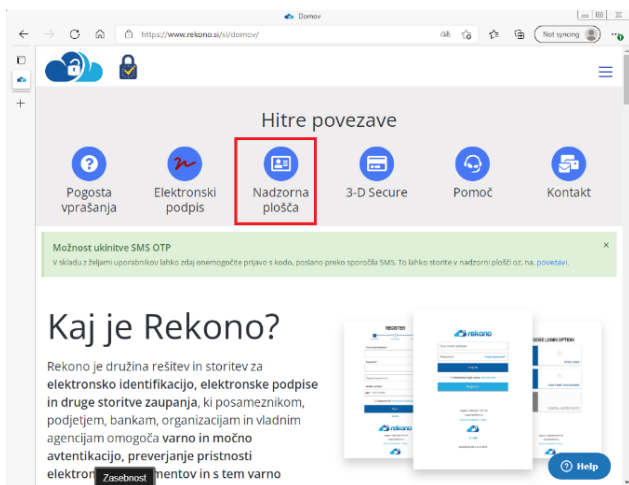 Domov
https://www.rekono.si/sl/domov/
Not syncing
Hitre povezave
Pogosta vprašanja
Elektronski podpis
Nadzorna plošča
3-D Secure
Pomoč
Kontakt
Možnost ukinitve SMS OTP
V skladu z željami uporabnikov lahko zdaj onemogočite prijavo s kodo, poslano preko sporočila SMS. To lahko storite v nadzorni plošči oz. na, povezavi.
Kaj je Rekono?
Rekono je družina rešitev in storitev za
elektronsko identifikacijo, elektronske podpise
in druge storitve zaupanja, ki posameznikom,
podjetjem, bankam, organizacijam in vladnim
agencijam omogoča varno in močno
avtentikacijo, preverjanje pristnosti
elektron mentov in s tem varno
Zasebnost
REGISTER
rekono
rekono
Help